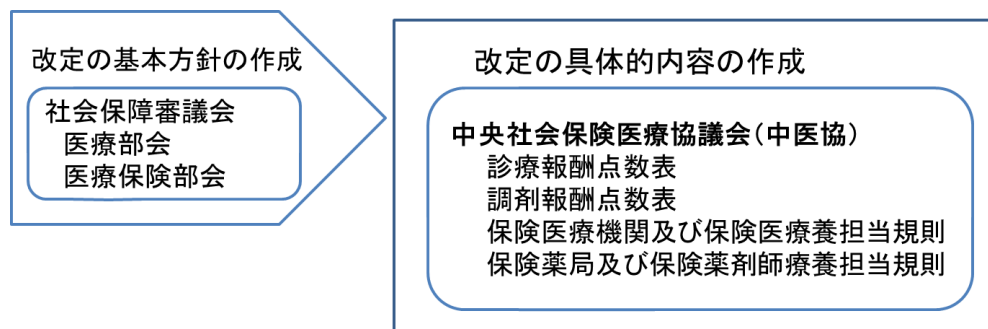 改定の基本方針の作成
社会保障審議会
医療部会
医療保険部会
改定の具体的内容の作成
中央社会保険医療協議会(中医協)
診療報酬点数表
調剤報酬点数表
保険医療機関及び保険医療養担当規則
保険薬局及び保険薬剤師療養担当規則